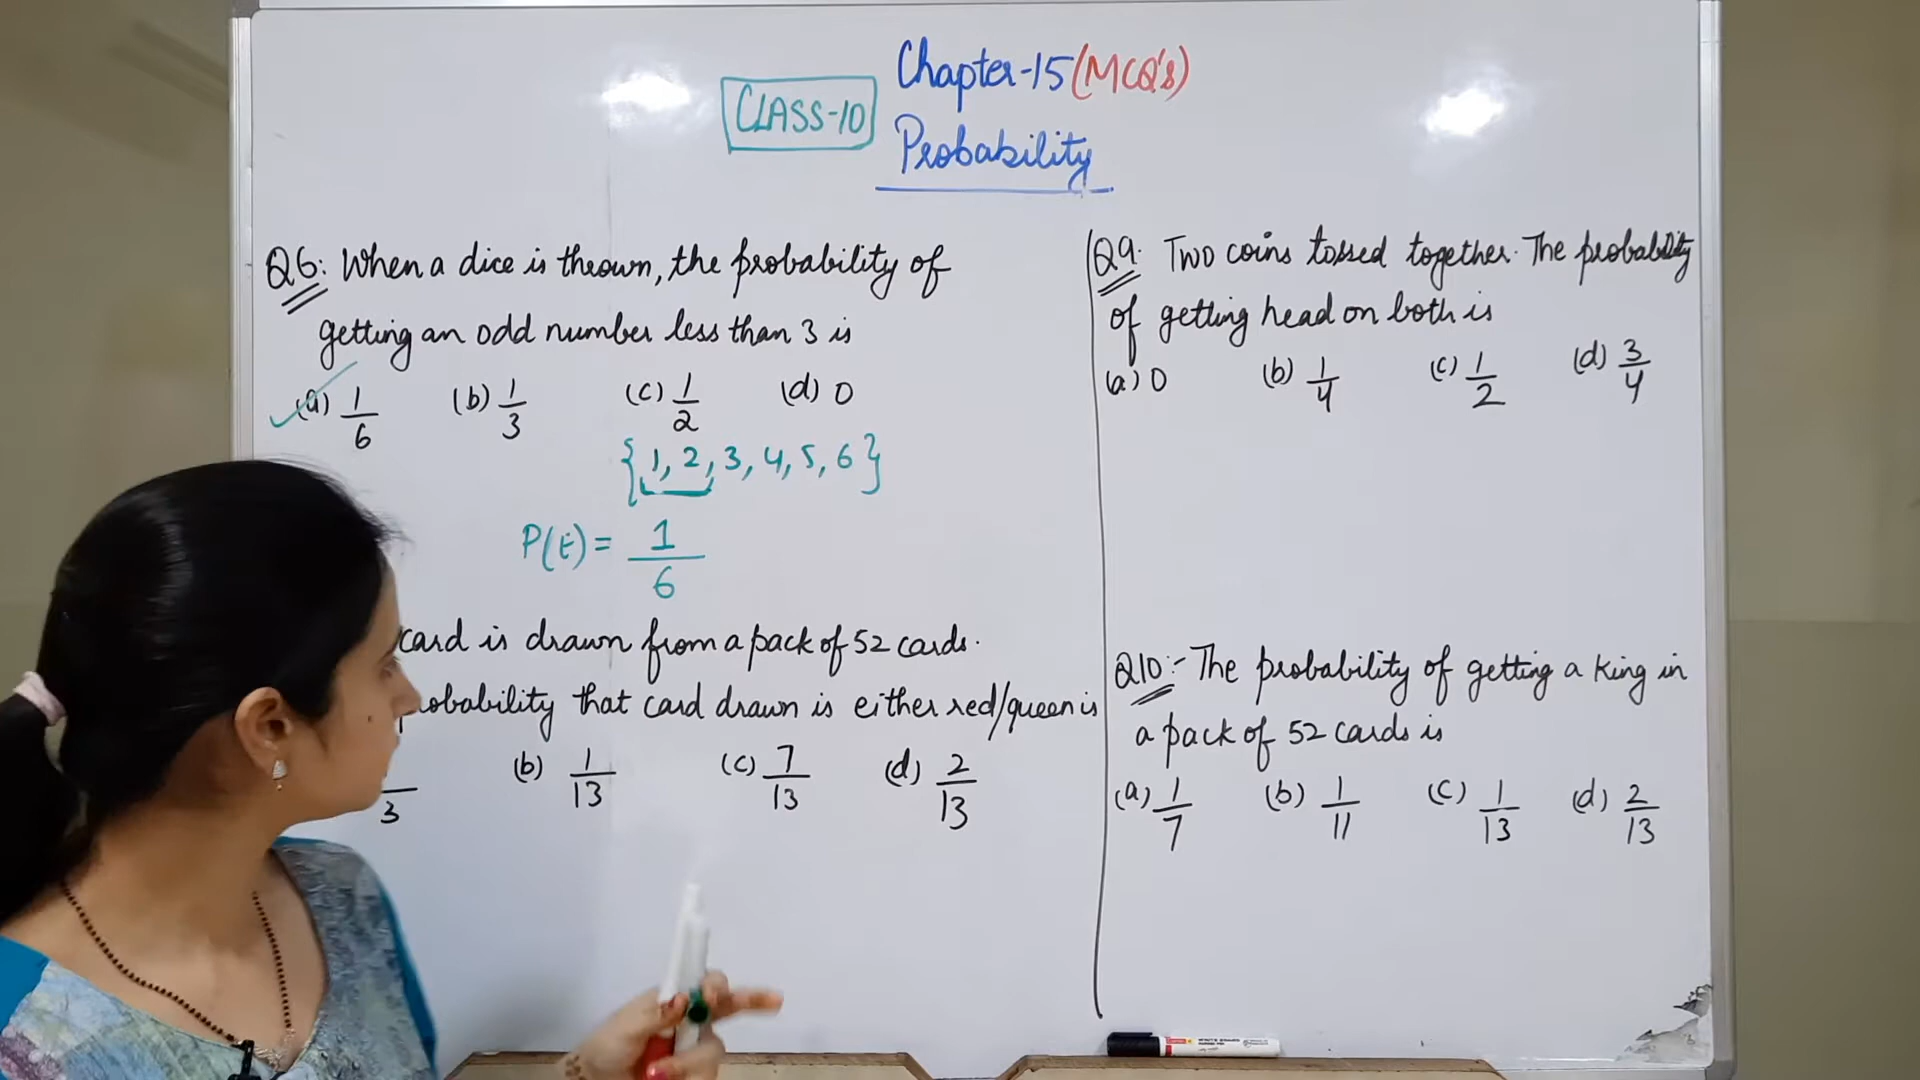 Chapter-15 (MCQ's)
CLASS-10
Probability
Q6: When a dice is thrown, the probability of
getting an odd number less than 3 is
(a) 1/6 (b) 1/3 (c) 1/2 (d) 0
{1, 2, 3, 4, 5, 6}
P(E) = 1/6
card is drawn from a pack of 52 cards.
obability that card drawn is either red/queen is
3 (b) 1/13 (c) 7/13 (d) 2/13
Q9. Two coins tossed together. The probability
of getting head on both is
(a) 0 (b) 1/4 (c) 1/2 (d) 3/4
Q10:- The probability of getting a King in
a pack of 52 cards is
(a) 1/7 (b) 1/11 (c) 1/13 (d) 2/13